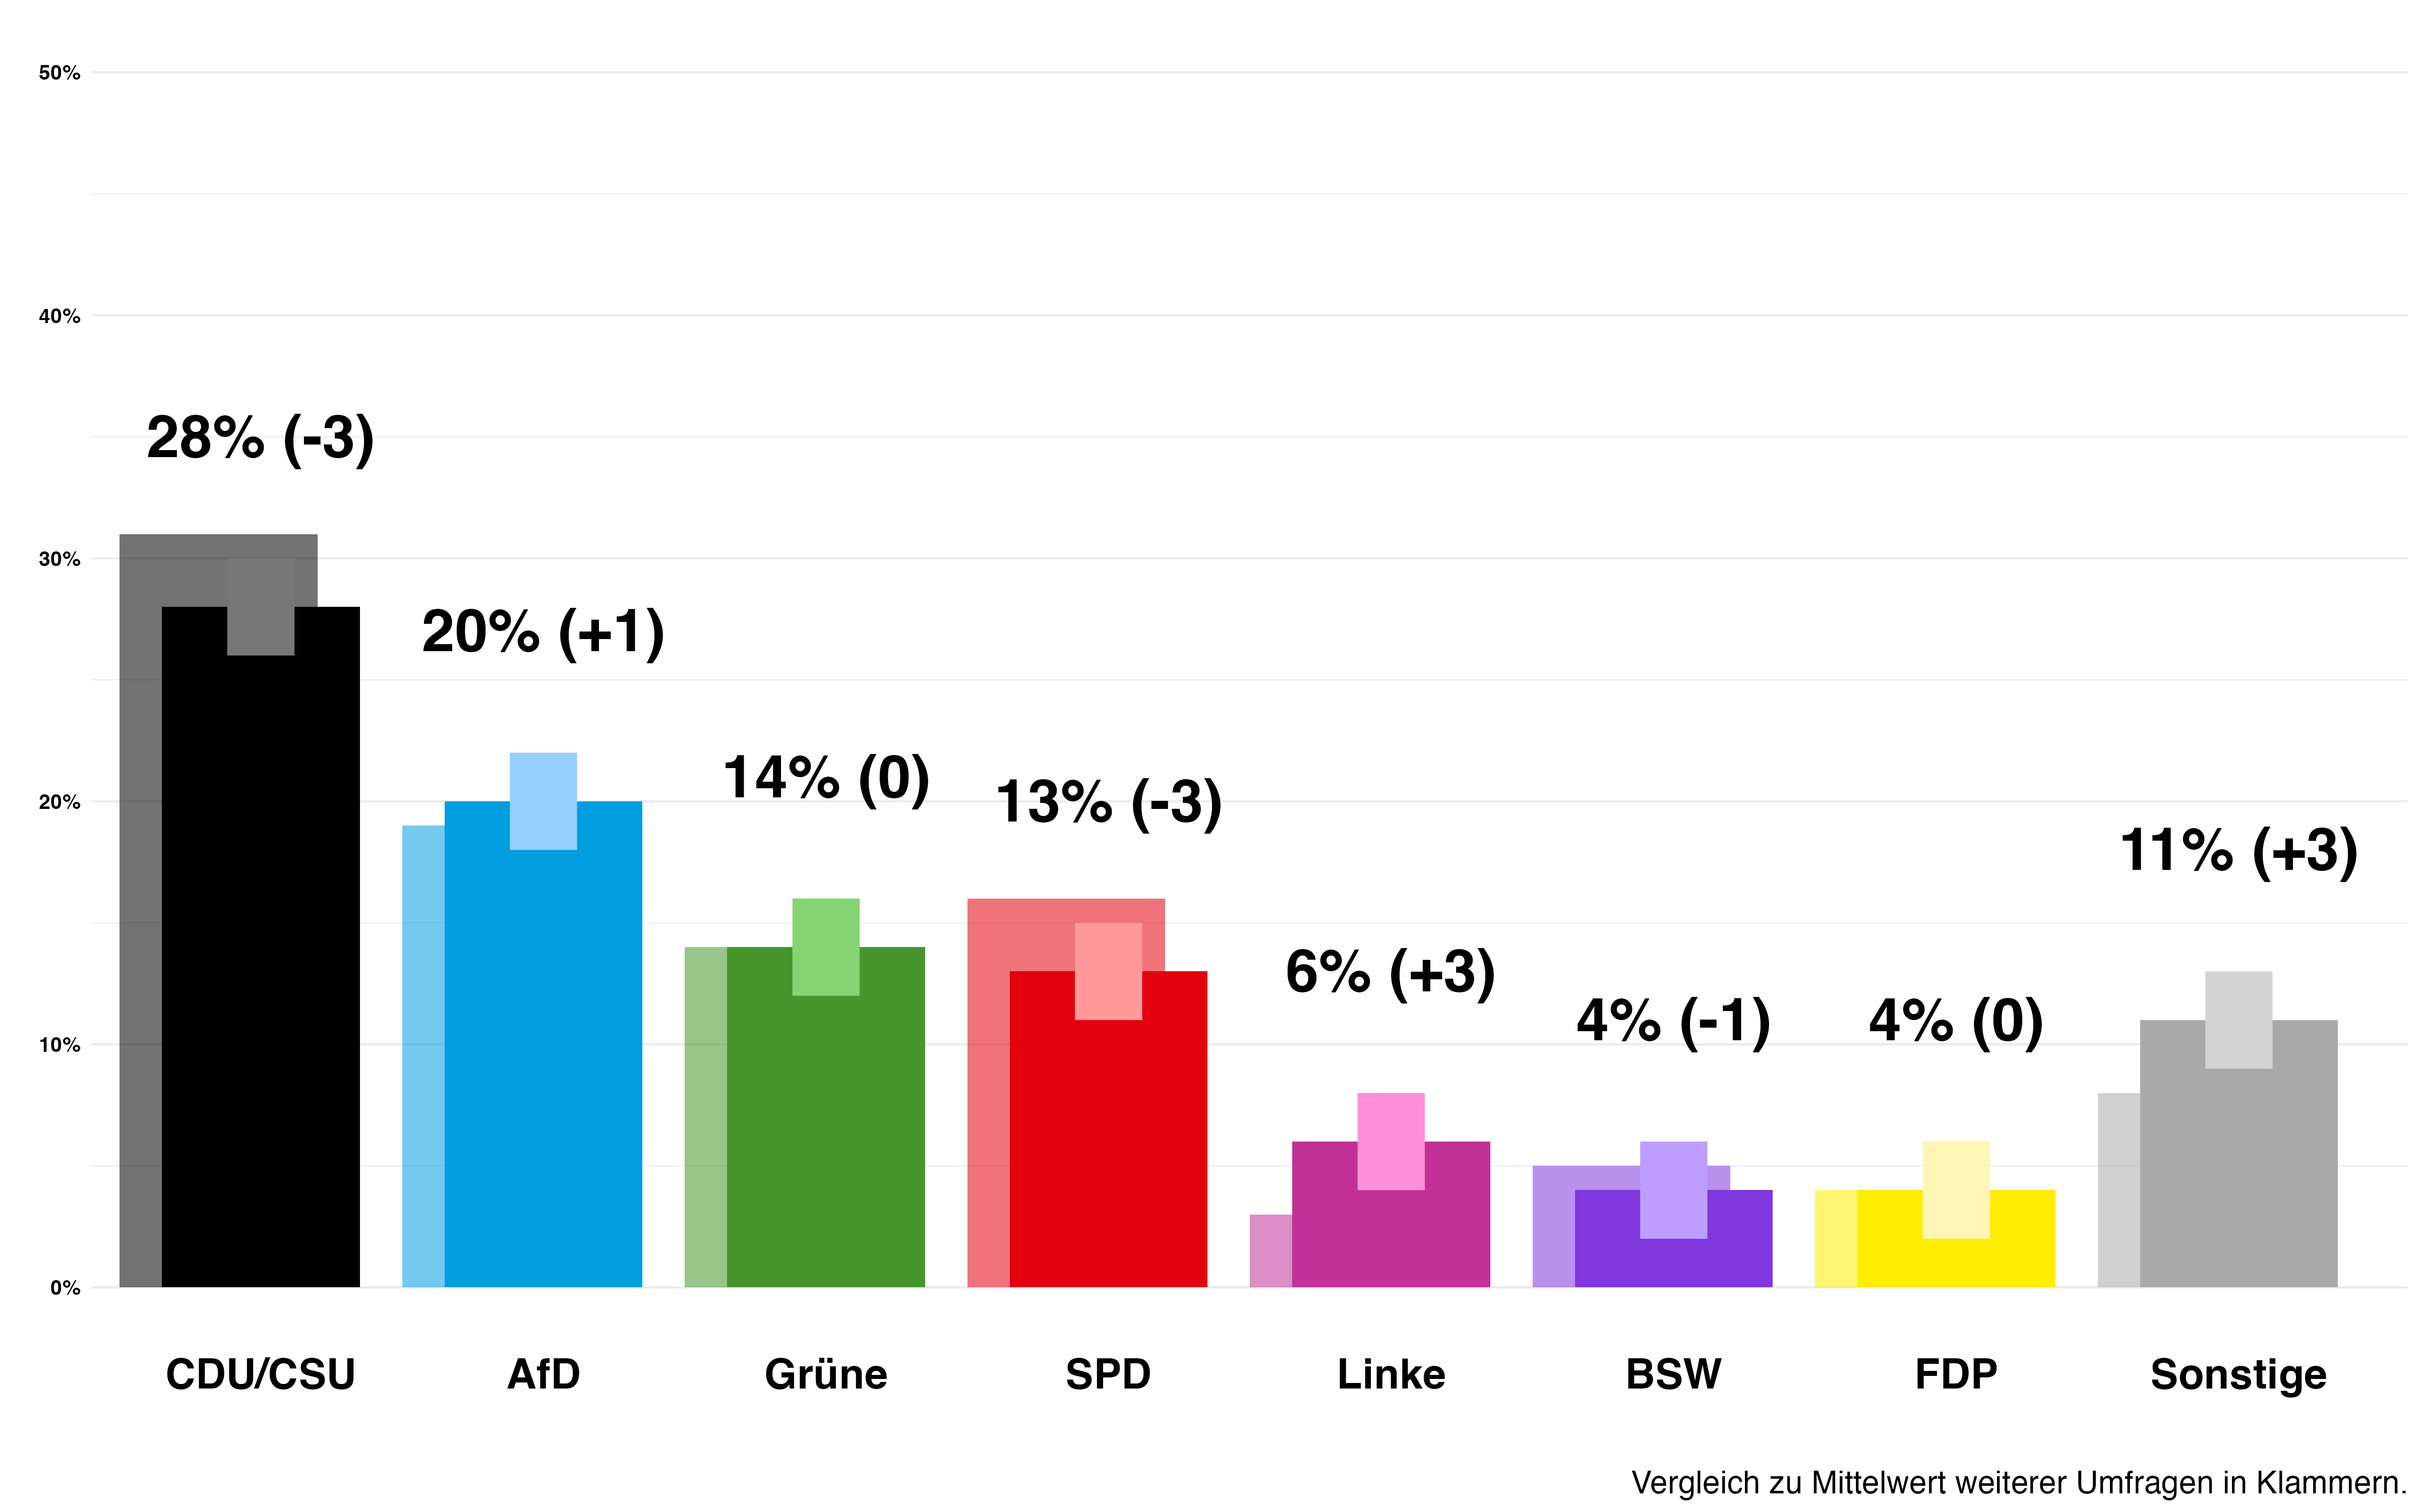 50%
40%
30%
20%
10%
0%
28% (-3)
20% (+1)
14% (0)
13% (-3)
6% (+3)
4% (-1)
4% (0)
11% (+3)
CDU/CSU
AfD
Grüne
SPD
Linke
BSW
FDP
Sonstige
Vergleich zu Mittelwert weiterer Umfragen in Klammern.